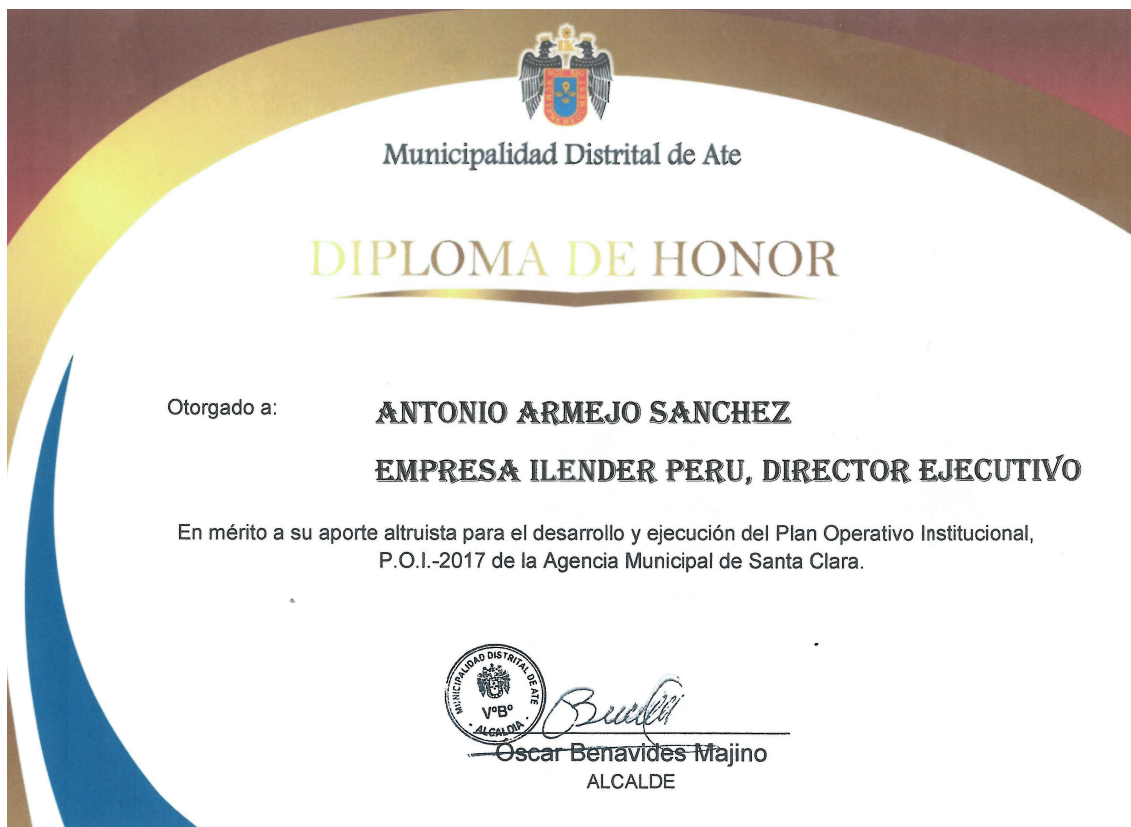 Municipalidad Distrital de Ate
DIPLOMA DE HONOR
Otorgado a:
ANTONIO ARMEJO SANCHEZ
EMPRESA ILENDER PERU, DIRECTOR EJECUTIVO
En mérito a su aporte altruista para el desarrollo y ejecución del Plan Operativo Institucional,
P.O.I.-2017 de la Agencia Municipal de Santa Clara.
MUNICIPALIDAD DISTRITAL DE ATE
V°B°
ALCALDIA
Oscar Benavides Majino
ALCALDE